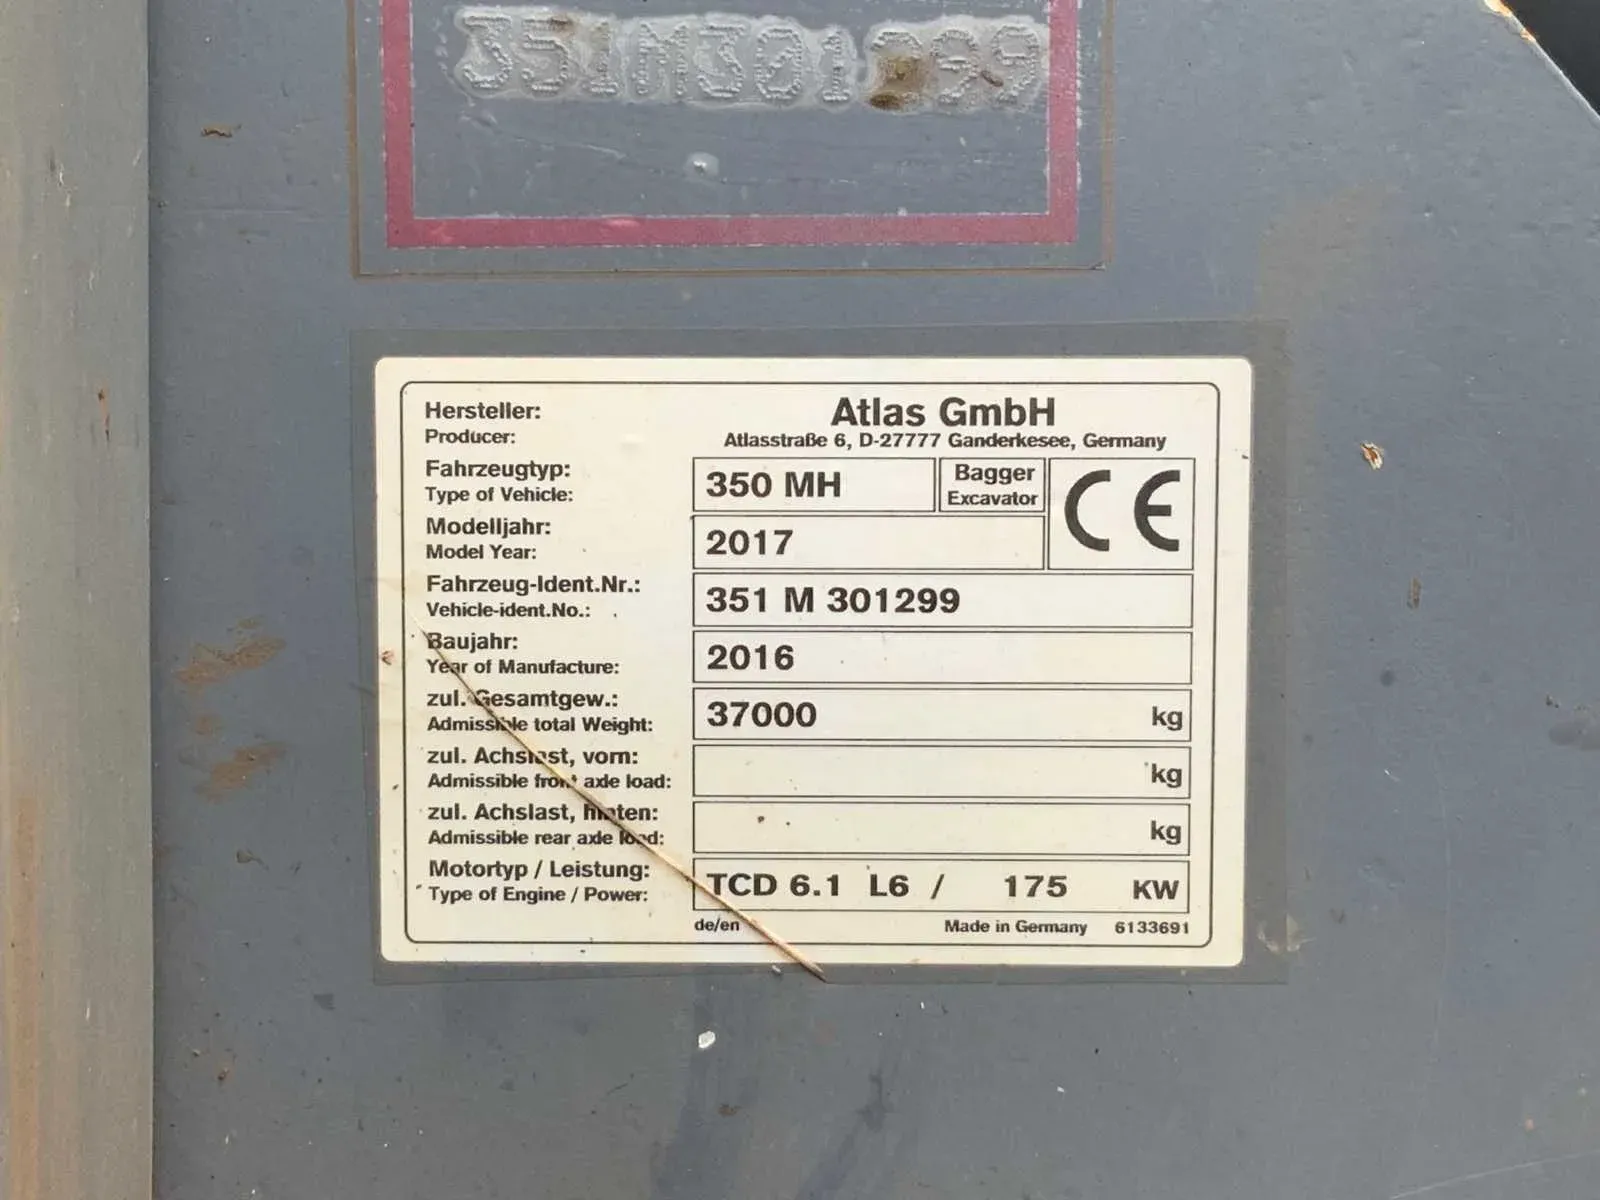 351M301299
Hersteller: Atlas GmbH
Producer: Atlasstraße 6, D-27777 Ganderkesee, Germany
Fahrzeugtyp: 350 MH Bagger CE
Type of Vehicle: Excavator
Modelljahr: 2017
Model Year:
Fahrzeug-Ident.Nr.: 351 M 301299
Vehicle-ident.No.:
Baujahr: 2016
Year of Manufacture:
zul. Gesamtgew.: 37000 kg
Admissible total Weight:
zul. Achslast, vorn: kg
Admissible front axle load:
zul. Achslast, hinten: kg
Admissible rear axle load:
Motortyp / Leistung: TCD 6.1 L6 / 175 KW
Type of Engine / Power:
de/en Made in Germany 6133691